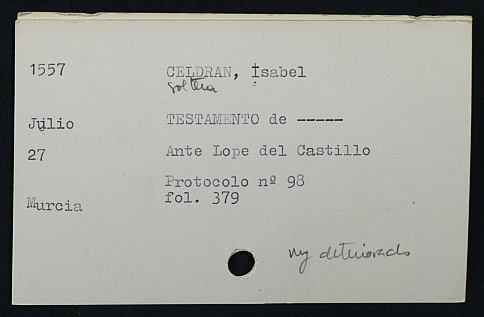 1557
CELDRAN, Isabel
soltera
Julio
TESTAMENTO de -----
27
Ante Lope del Castillo
Protocolo nº 98
Murcia
fol. 379
muy deteriorado